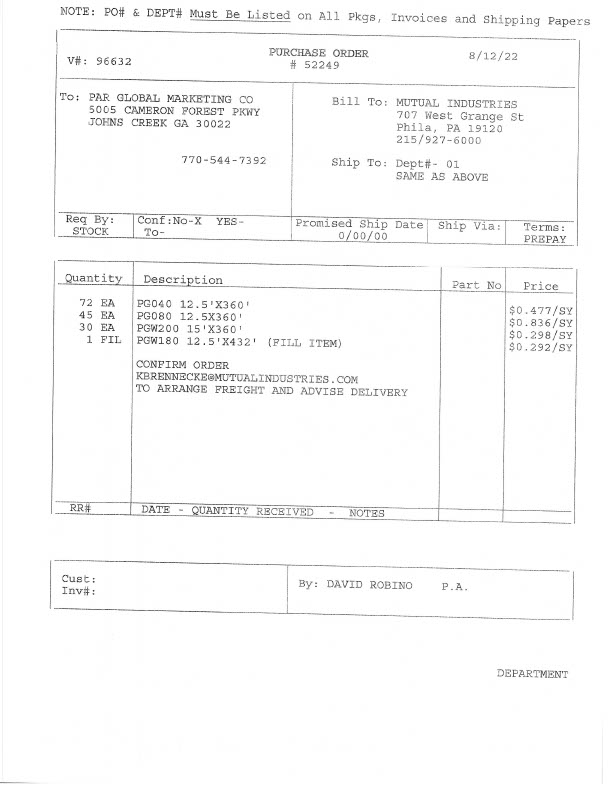 NOTE: PO# & DEPT# Must Be Listed on All Pkgs, Invoices and Shipping Papers
V#: 96632
PURCHASE ORDER
# 52249
8/12/22
To: PAR GLOBAL MARKETING CO
5005 CAMERON FOREST PKWY
JOHNS CREEK GA 30022
770-544-7392
Bill To: MUTUAL INDUSTRIES
707 West Grange St
Phila, PA 19120
215/927-6000
Ship To: Dept#- 01
SAME AS ABOVE
Req By:
STOCK
Conf:No-X YES-
To-
Promised Ship Date
0/00/00
Ship Via:
Terms:
PREPAY
Quantity Description Part No Price
72 EA PG040 12.5'X360' $0.477/SY
45 EA PG080 12.5X360' $0.836/SY
30 EA PGW200 15'X360' $0.298/SY
1 FIL PGW180 12.5'X432' (FILL ITEM) $0.292/SY
CONFIRM ORDER
KBRENNECKE@MUTUALINDUSTRIES.COM
TO ARRANGE FREIGHT AND ADVISE DELIVERY
RR# DATE - QUANTITY RECEIVED - NOTES
Cust:
Inv#:
By: DAVID ROBINO P.A.
DEPARTMENT